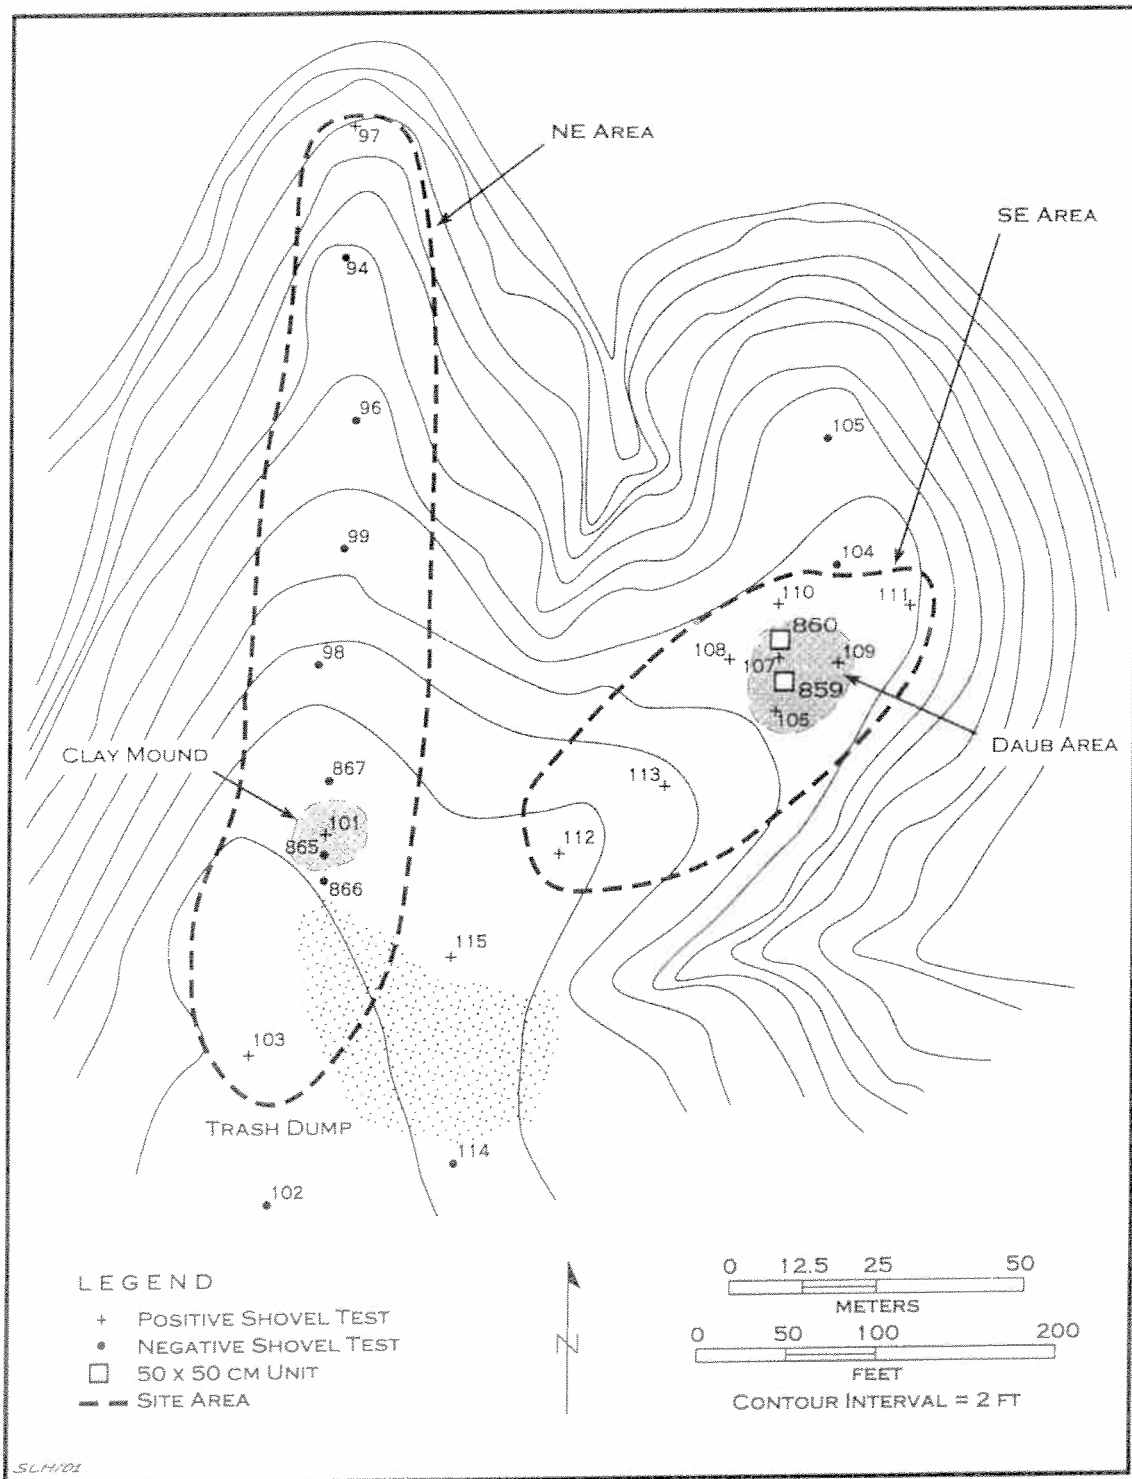 NE AREA
97
SE AREA
94
96
105
99
104
110
111
860
108
107
109
98
859
106
DAUB AREA
CLAY MOUND
867
113
101
865
112
866
115
103
TRASH DUMP
114
102
LEGEND
+ POSITIVE SHOVEL TEST
• NEGATIVE SHOVEL TEST
50 x 50 CM UNIT
SITE AREA
N
0 12.5 25 50
METERS
0 50 100 200
FEET
CONTOUR INTERVAL = 2 FT
SLH/01